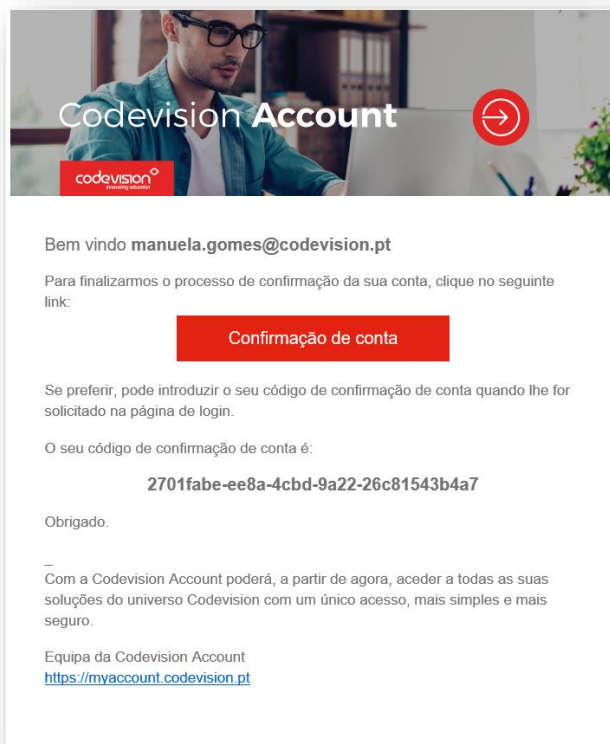 Codevision Account
codevision
innovating education
Bem vindo manuela.gomes@codevision.pt
Para finalizarmos o processo de confirmação da sua conta, clique no seguinte
link:
Confirmação de conta
Se preferir, pode introduzir o seu código de confirmação de conta quando lhe for
solicitado na página de login.
O seu código de confirmação de conta é:
2701fabe-ee8a-4cbd-9a22-26c81543b4a7
Obrigado.
_
Com a Codevision Account poderá, a partir de agora, aceder a todas as suas
soluções do universo Codevision com um único acesso, mais simples e mais
seguro.
Equipa da Codevision Account
https://myaccount.codevision.pt